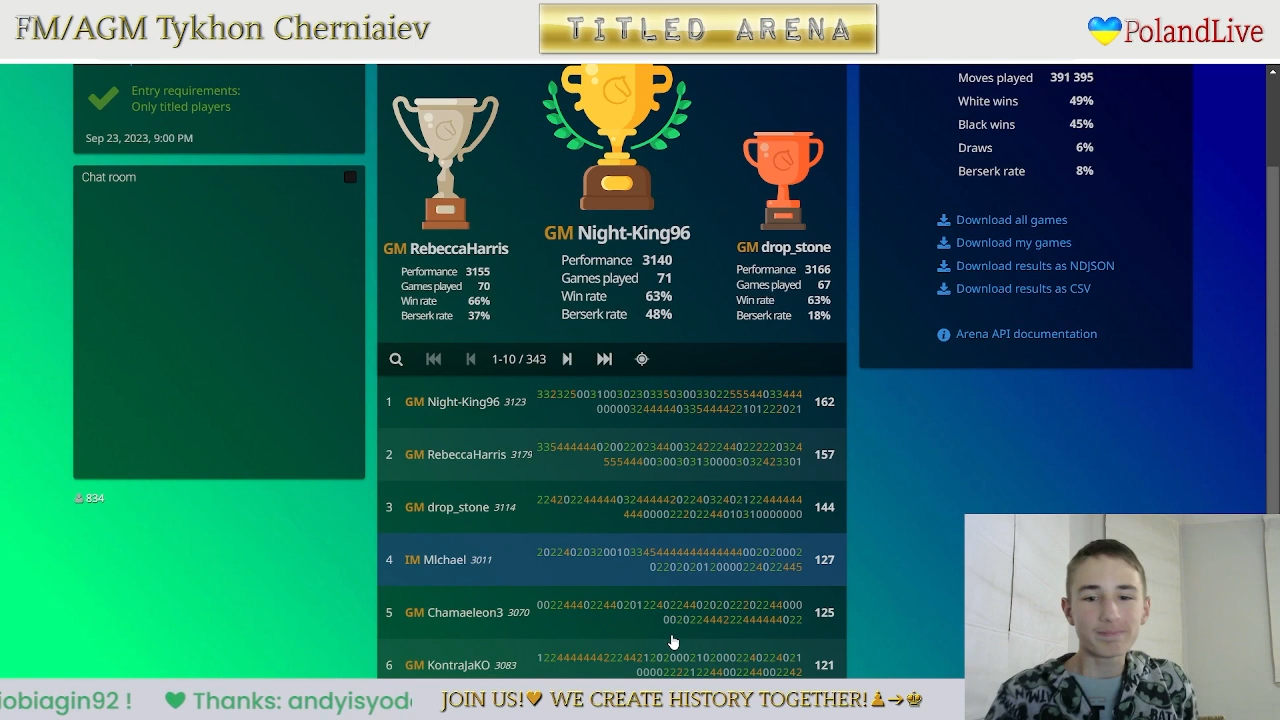 FM/AGM Tykhon Cherniaiev
TITLED ARENA
PolandLive
Entry requirements:
Only titled players
Sep 23, 2023, 9:00 PM
Chat room
834
GM RebeccaHarris
Performance 3155
Games played 70
Win rate 66%
Berserk rate 37%
GM Night-King96
Performance 3140
Games played 71
Win rate 63%
Berserk rate 48%
GM drop_stone
Performance 3166
Games played 67
Win rate 63%
Berserk rate 18%
1-10 / 343
1 GM Night-King96 3123 162
2 GM RebeccaHarris 3179 157
3 GM drop_stone 3114 144
4 IM MIchael 3011 127
5 GM Chamaeleon3 3070 125
6 GM KontraJaKO 3083 121
Moves played 391 395
White wins 49%
Black wins 45%
Draws 6%
Berserk rate 8%
Download all games
Download my games
Download results as NDJSON
Download results as CSV
Arena API documentation
iobiagin92 !
Thanks: andyisyod
JOIN US! WE CREATE HISTORY TOGETHER!